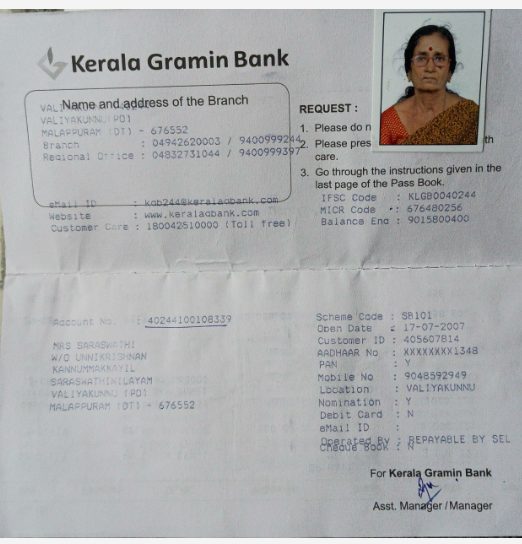 Kerala Gramin Bank
Name and address of the Branch
VALIYAKUNNU (PO)
MALAPPURAM (DT) - 676552
Branch : 04942620003 / 9400999244
Regional Office : 04832731044 / 9400999397
eMail ID : kgb244@keralagbank.com
Website : www.keralagbank.com
Customer Care : 180042510000 (Toll free)
REQUEST :
1. Please do n
2. Please pres th
care.
3. Go through the instructions given in the
last page of the Pass Book.
IFSC Code : KLGB0040244
MICR Code : 676480256
Balance Enq : 9015800400
Account No. : 40244100108339
MRS SARASWATHI
W/O UNNIKRISHNAN
KANNUMMAKKAYIL
SARASWATHINILAYAM
VALIYAKUNNU (PO)
MALAPPURAM (DT) - 676552
Scheme Code : SB101
Open Date : 17-07-2007
Customer ID : 405607814
AADHAAR No : XXXXXXXX1348
PAN : Y
Mobile No : 9048592949
Location : VALIYAKUNNU
Nomination : Y
Debit Card : N
eMail ID :
Operated By : REPAYABLE BY SEL
Cheque Book : N
For Kerala Gramin Bank
Asst. Manager / Manager